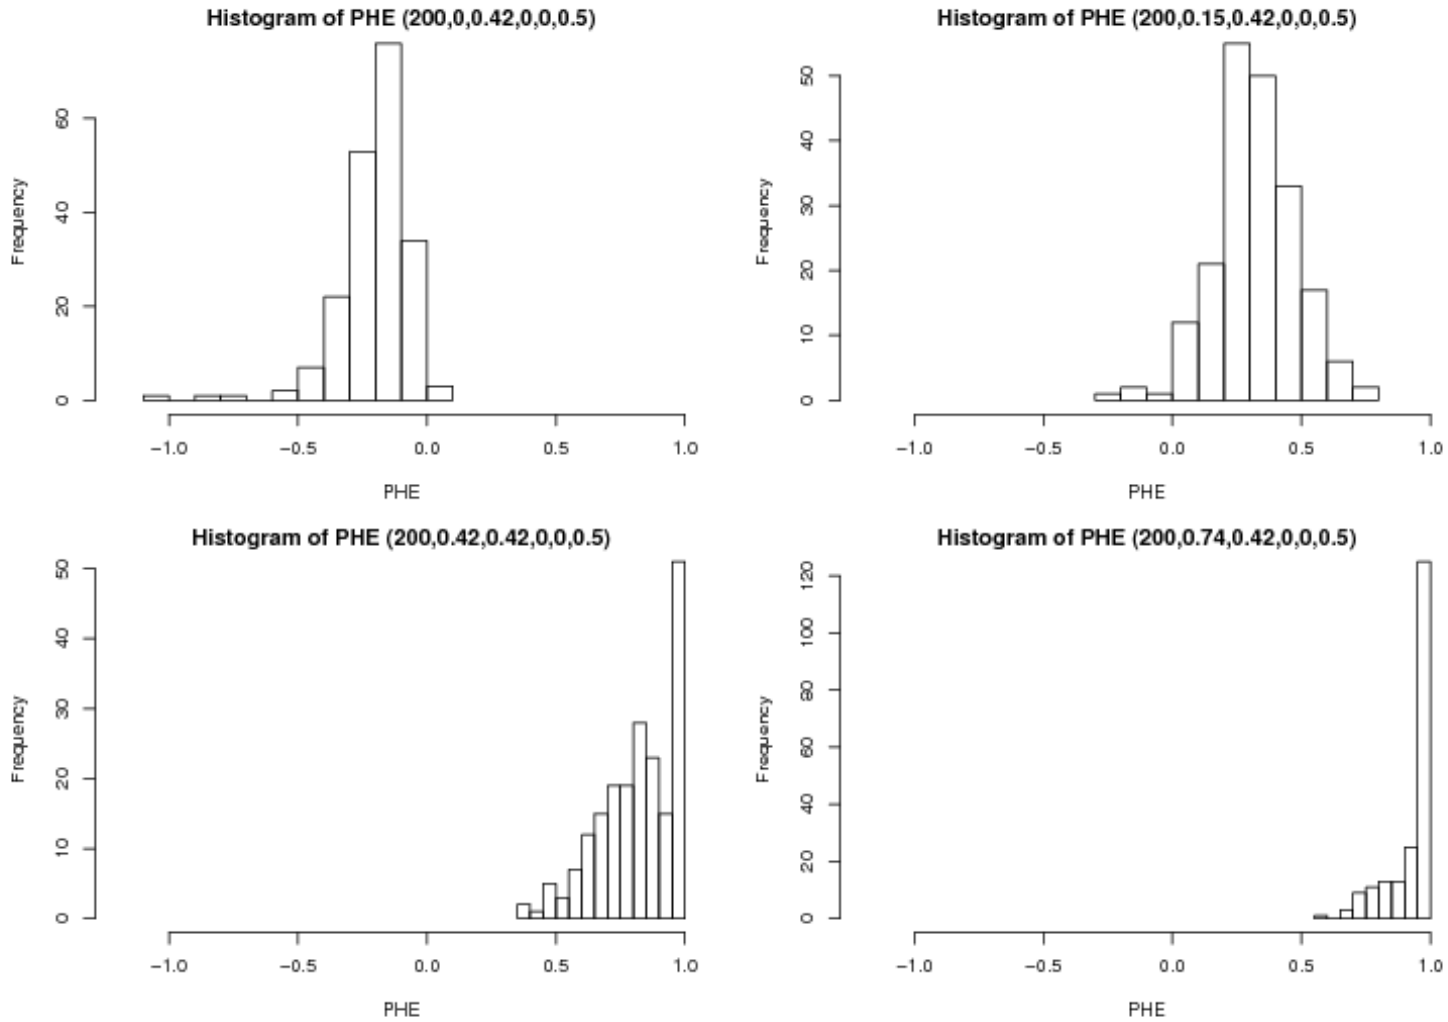 Histogram of PHE (200,0,0.42,0,0,0.5)
Frequency
0 20 40 60
−1.0 −0.5 0.0 0.5 1.0
PHE
Histogram of PHE (200,0.15,0.42,0,0,0.5)
Frequency
0 10 20 30 40 50
−1.0 −0.5 0.0 0.5 1.0
PHE
Histogram of PHE (200,0.42,0.42,0,0,0.5)
Frequency
0 10 20 30 40 50
−1.0 −0.5 0.0 0.5 1.0
PHE
Histogram of PHE (200,0.74,0.42,0,0,0.5)
Frequency
0 20 40 60 80 100 120
−1.0 −0.5 0.0 0.5 1.0
PHE